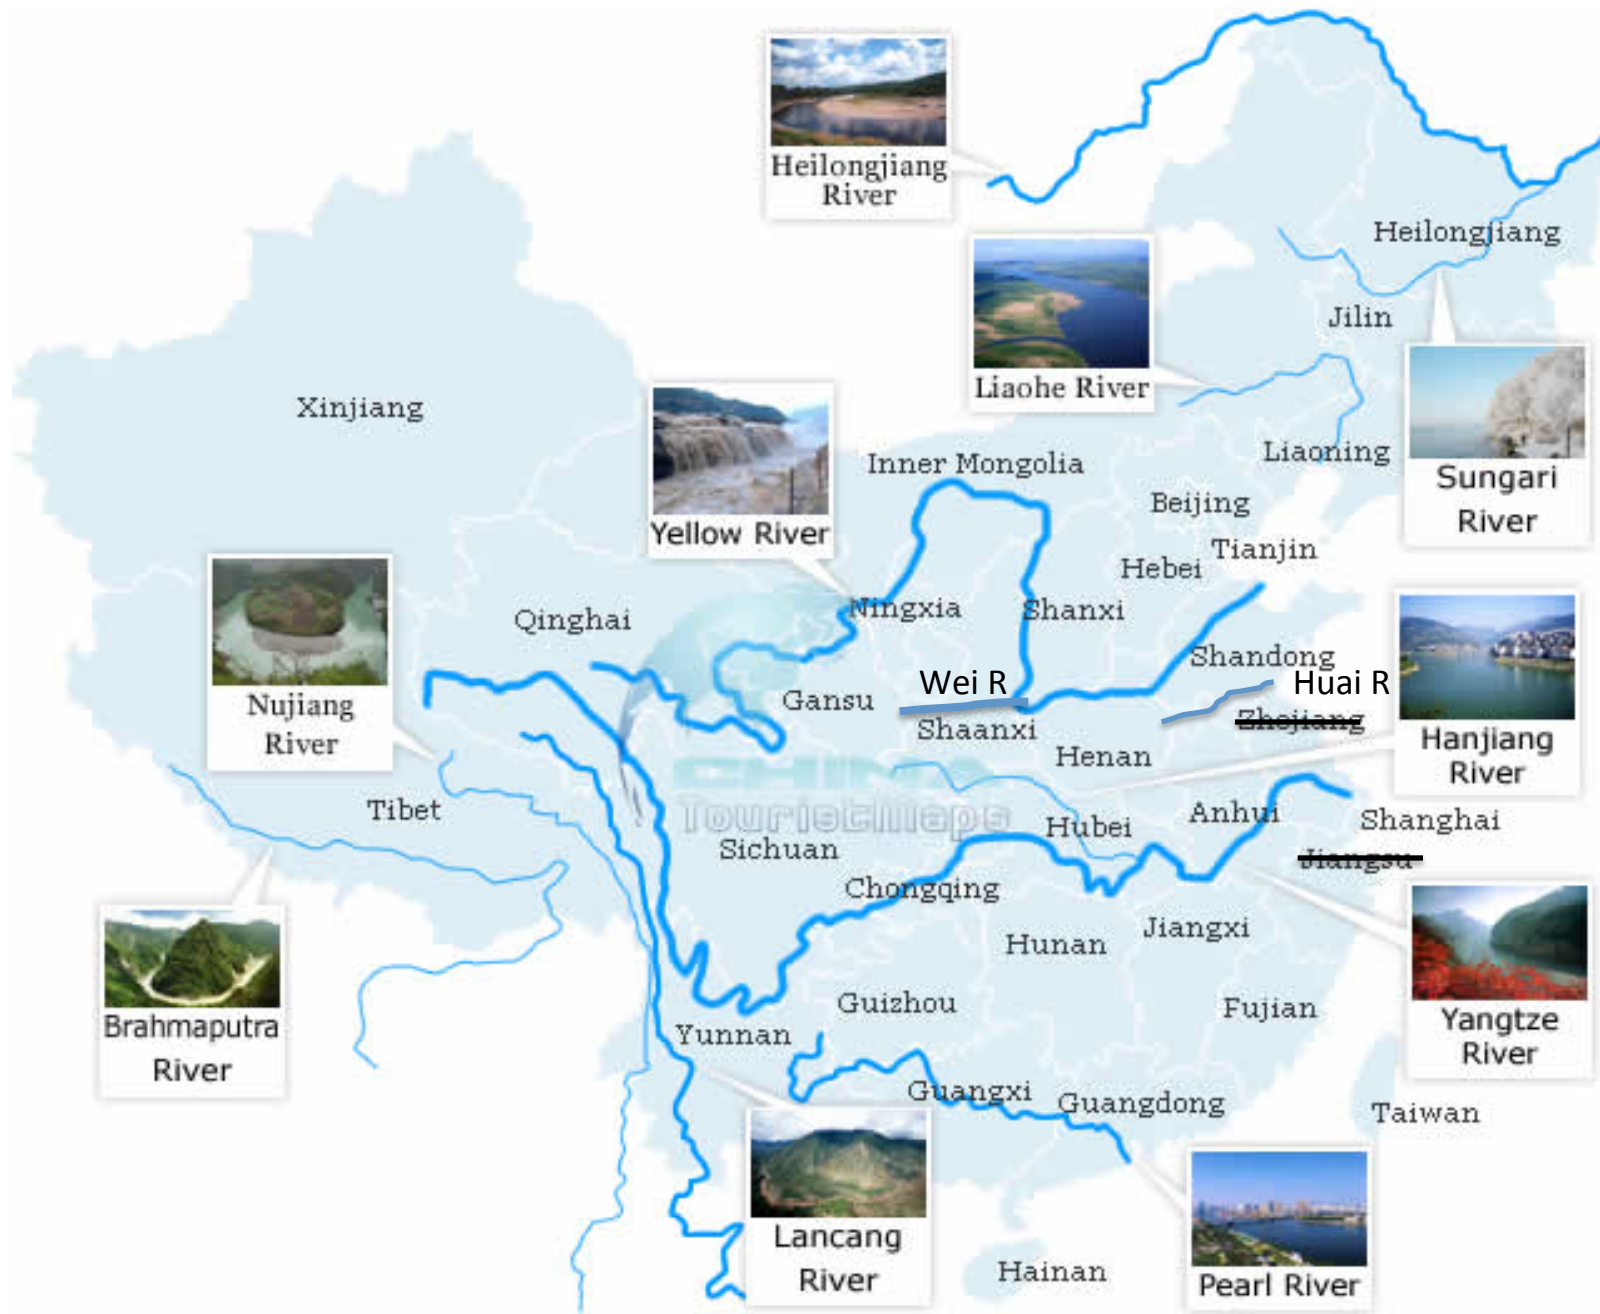 Heilongjiang
River
Heilongjiang
Liaohe River
Jilin
Xinjiang
Liaoning
Sungari
River
Inner Mongolia
Yellow River
Beijing
Tianjin
Hebei
Ningxia
Shanxi
Qinghai
Nujiang
River
Gansu
Wei R
Shaanxi
Shandong
Huai R
Zhejiang
Henan
Hanjiang
River
CHINA
TouristMaps
Tibet
Sichuan
Hubei
Anhui
Shanghai
Jiangsu
Chongqing
Hunan
Jiangxi
Brahmaputra
River
Guizhou
Fujian
Yangtze
River
Yunnan
Guangxi
Guangdong
Taiwan
Lancang
River
Hainan
Pearl River